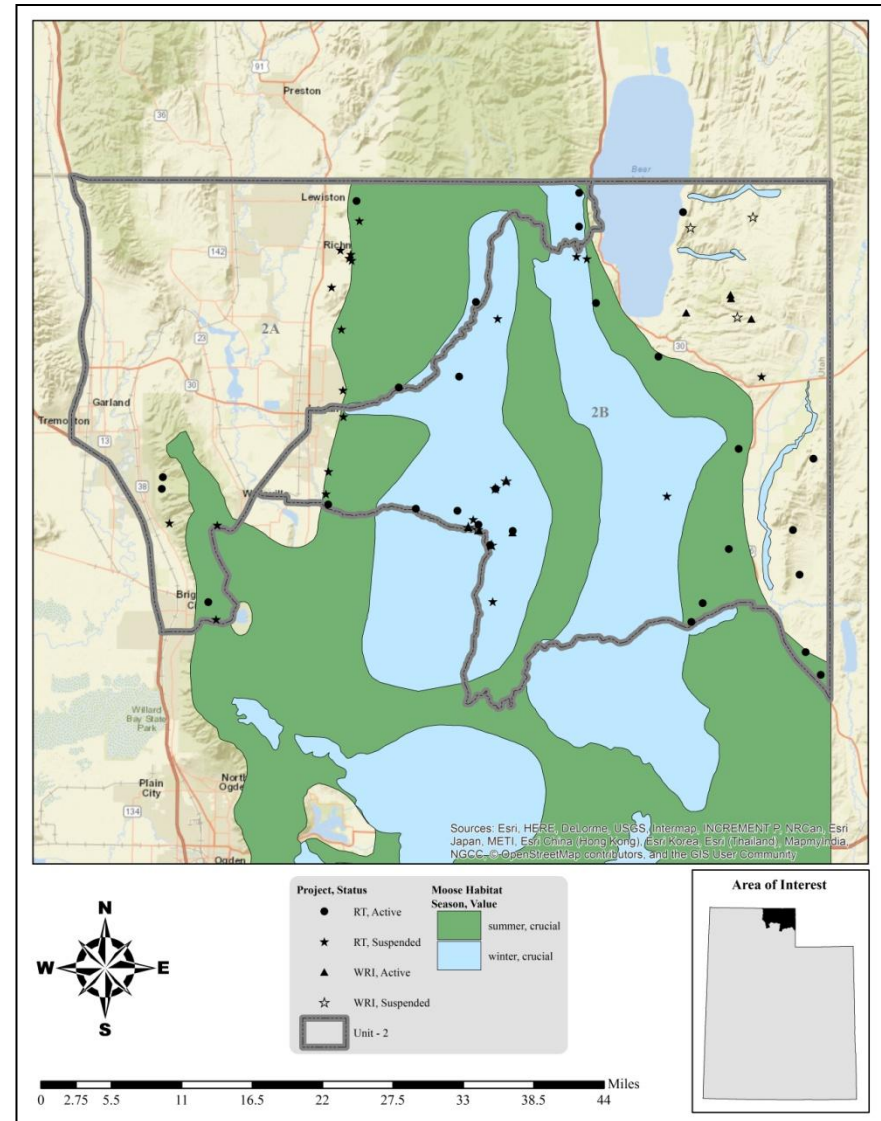 91
Preston
36
Bear
Lewiston
Richm
142
2A
23
30
30
Utah
2B
Garland
Tremonton
13
38
Brig
Willard
Bay State
Park
Plain
City
North
Ogden
134
Ogden
Sources: Esri, HERE, DeLorme, USGS, Intermap, INCREMENT P, NRCan, Esri
Japan, METI, Esri China (Hong Kong), Esri Korea, Esri (Thailand), MapmyIndia,
NGCC, © OpenStreetMap contributors, and the GIS User Community
N
W E
S
Project, Status
RT, Active
RT, Suspended
WRI, Active
WRI, Suspended
Unit - 2
Moose Habitat
Season, Value
summer, crucial
winter, crucial
Area of Interest
Miles
0 2.75 5.5 11 16.5 22 27.5 33 38.5 44